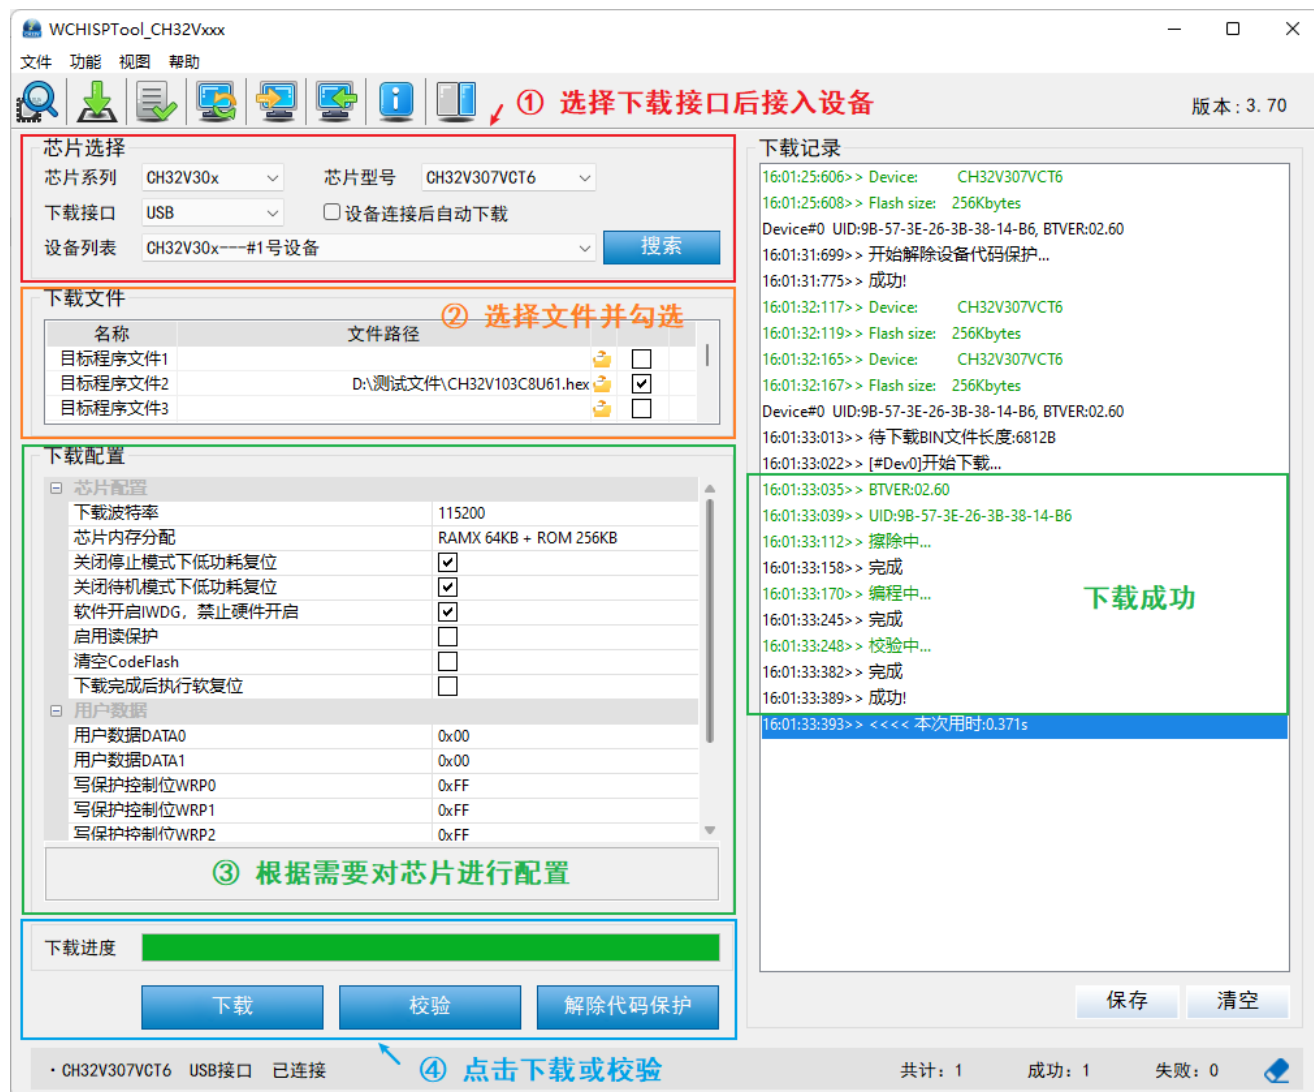 WCHISPTool_CH32Vxxx
文件 功能 视图 帮助
① 选择下载接口后接入设备
版本:3.70
芯片选择
芯片系列 CH32V30x 芯片型号 CH32V307VCT6
下载接口 USB 设备连接后自动下载
设备列表 CH32V30x---#1号设备 搜索
下载文件
② 选择文件并勾选
名称 文件路径
目标程序文件1
目标程序文件2 D:\测试文件\CH32V103C8U61.hex
目标程序文件3
下载配置
芯片配置
下载波特率 115200
芯片内存分配 RAMX 64KB + ROM 256KB
关闭停止模式下低功耗复位
关闭待机模式下低功耗复位
软件开启IWDG，禁止硬件开启
启用读保护
清空CodeFlash
下载完成后执行软复位
用户数据
用户数据DATA0 0x00
用户数据DATA1 0x00
写保护控制位WRP0 0xFF
写保护控制位WRP1 0xFF
写保护控制位WRP2 0xFF
③ 根据需要对芯片进行配置
下载进度
下载 校验 解除代码保护
下载记录
16:01:25:606>> Device: CH32V307VCT6
16:01:25:608>> Flash size: 256Kbytes
Device#0 UID:9B-57-3E-26-3B-38-14-B6, BTVER:02.60
16:01:31:699>> 开始解除设备代码保护...
16:01:31:775>> 成功!
16:01:32:117>> Device: CH32V307VCT6
16:01:32:119>> Flash size: 256Kbytes
16:01:32:165>> Device: CH32V307VCT6
16:01:32:167>> Flash size: 256Kbytes
Device#0 UID:9B-57-3E-26-3B-38-14-B6, BTVER:02.60
16:01:33:013>> 待下载BIN文件长度:6812B
16:01:33:022>> [#Dev0]开始下载...
16:01:33:035>> BTVER:02.60
16:01:33:039>> UID:9B-57-3E-26-3B-38-14-B6
16:01:33:112>> 擦除中...
16:01:33:158>> 完成
16:01:33:170>> 编程中...
16:01:33:245>> 完成
16:01:33:248>> 校验中...
16:01:33:382>> 完成
16:01:33:389>> 成功!
16:01:33:393>> <<<< 本次用时:0.371s
下载成功
保存 清空
④ 点击下载或校验
·CH32V307VCT6 USB接口 已连接 共计: 1 成功: 1 失败: 0